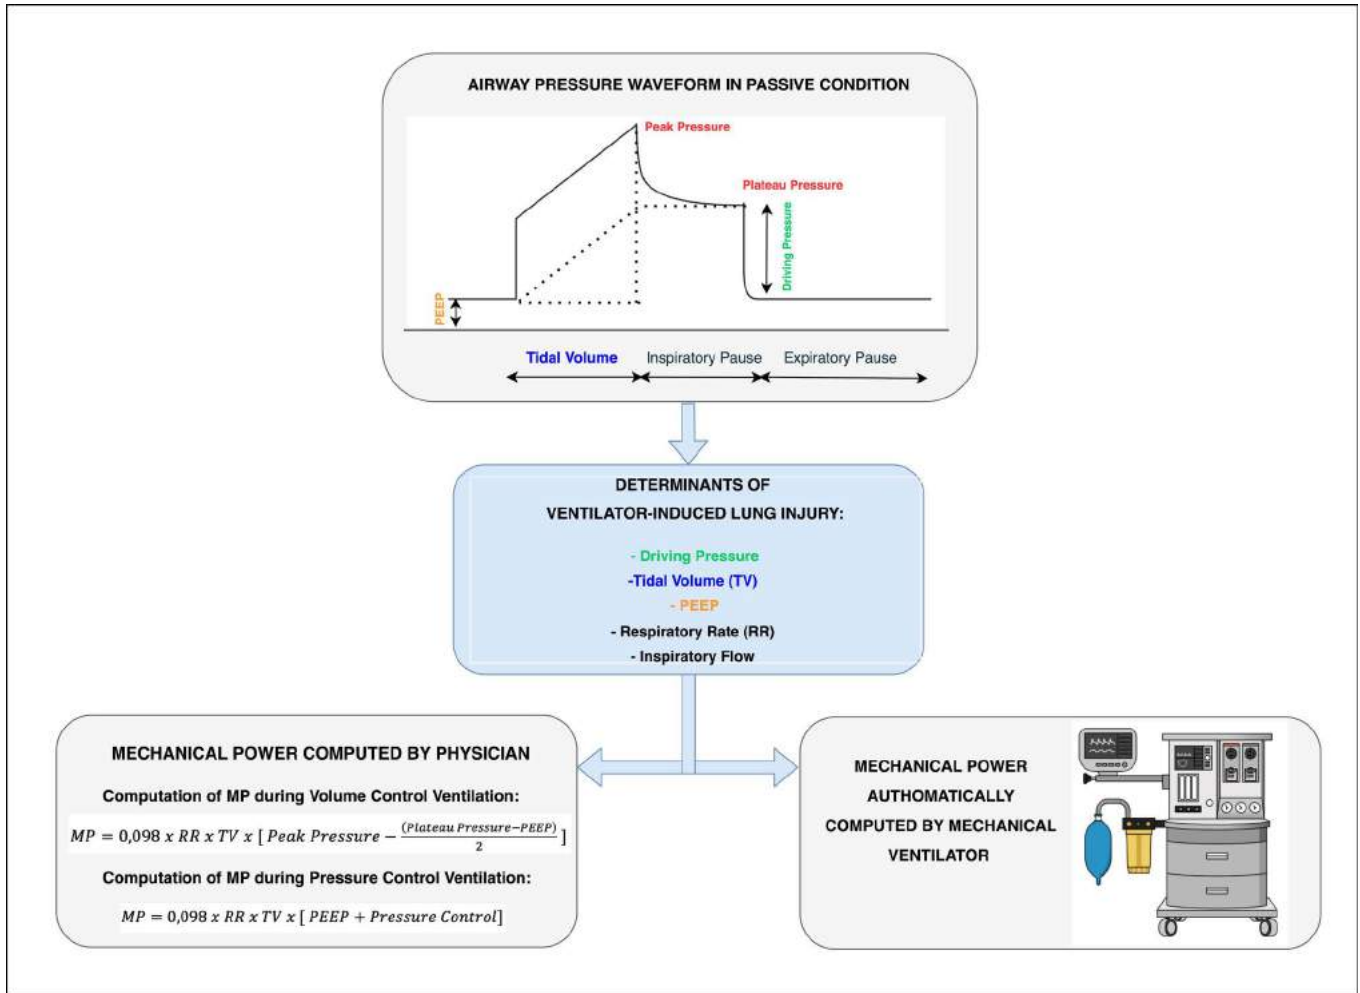 AIRWAY PRESSURE WAVEFORM IN PASSIVE CONDITION
Peak Pressure
Plateau Pressure
Driving Pressure
PEEP
Tidal Volume
Inspiratory Pause
Expiratory Pause
DETERMINANTS OF
VENTILATOR-INDUCED LUNG INJURY:
- Driving Pressure
-Tidal Volume (TV)
- PEEP
- Respiratory Rate (RR)
- Inspiratory Flow
MECHANICAL POWER COMPUTED BY PHYSICIAN
Computation of MP during Volume Control Ventilation:
MP = 0,098 x RR x TV x [ Peak Pressure − (Plateau Pressure−PEEP)/2 ]
Computation of MP during Pressure Control Ventilation:
MP = 0,098 x RR x TV x [ PEEP + Pressure Control]
MECHANICAL POWER
AUTHOMATICALLY
COMPUTED BY MECHANICAL
VENTILATOR